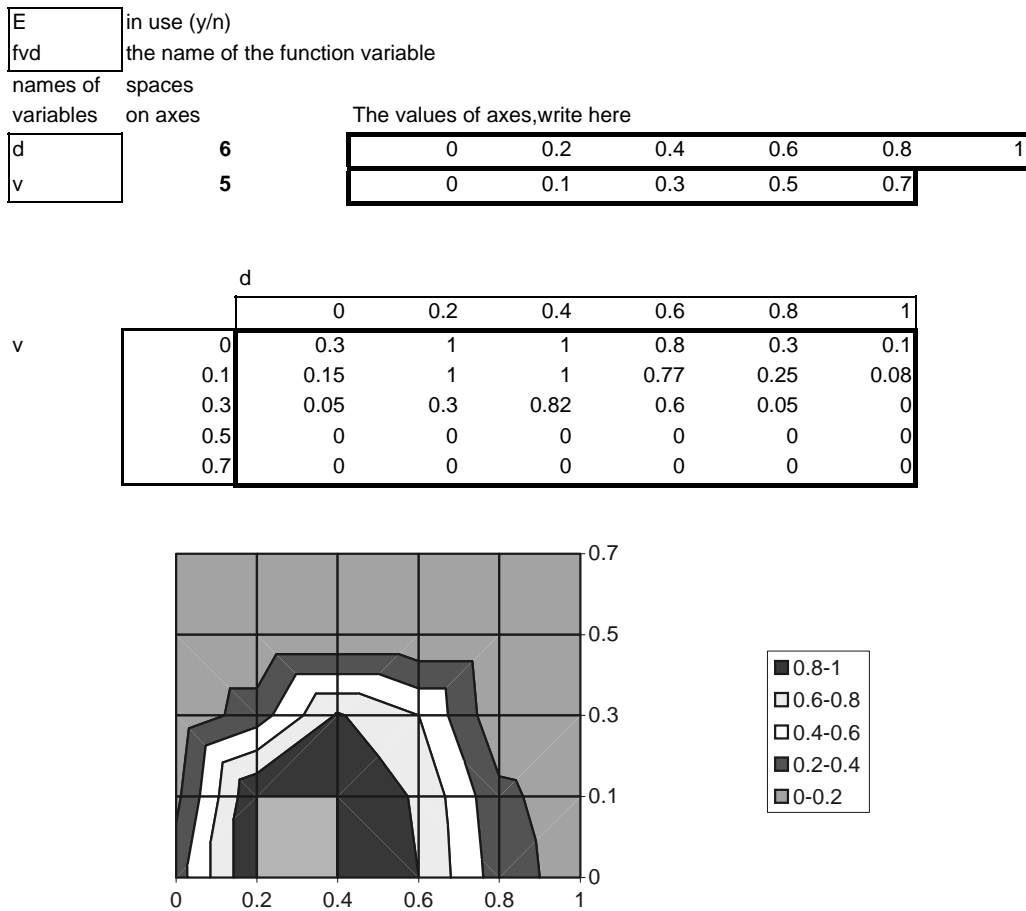 E in use (y/n)
fvd the name of the function variable
names of spaces
variables on axes The values of axes,write here
d 6 0 0.2 0.4 0.6 0.8 1
v 5 0 0.1 0.3 0.5 0.7
d
0 0.2 0.4 0.6 0.8 1
v 0 0.3 1 1 0.8 0.3 0.1
0.1 0.15 1 1 0.77 0.25 0.08
0.3 0.05 0.3 0.82 0.6 0.05 0
0.5 0 0 0 0 0 0
0.7 0 0 0 0 0 0
0.7
0.5
0.3
0.1
0
0 0.2 0.4 0.6 0.8 1
0.8-1
0.6-0.8
0.4-0.6
0.2-0.4
0-0.2